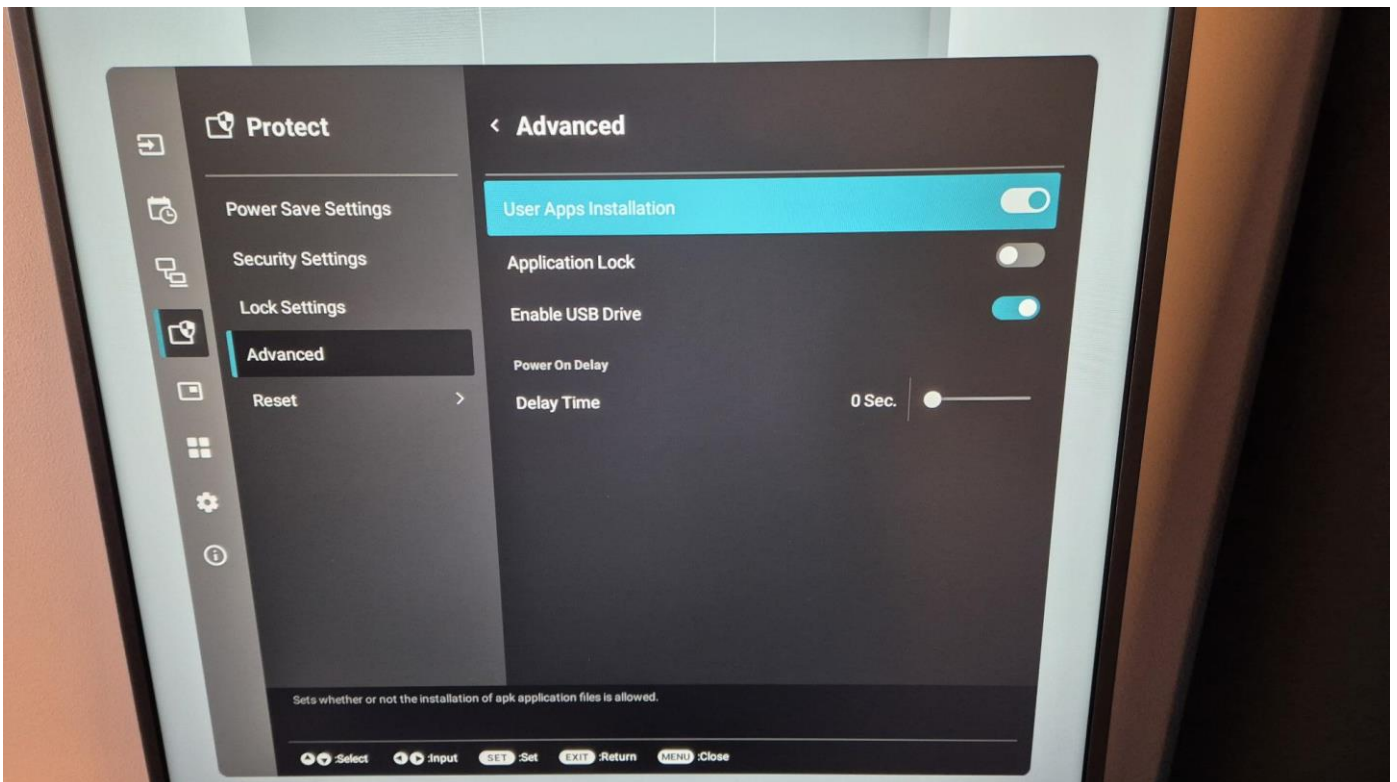 Protect
Power Save Settings
Security Settings
Lock Settings
Advanced
Reset
Advanced
User Apps Installation
Application Lock
Enable USB Drive
Power On Delay
Delay Time 0 Sec.
Sets whether or not the installation of apk application files is allowed.
:Select :Input SET :Set EXIT :Return MENU :Close